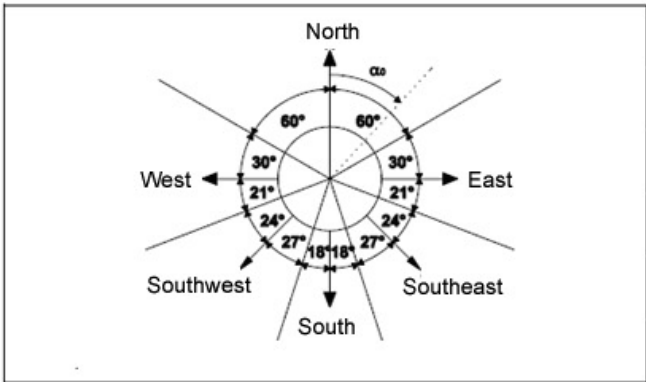 North
α₀
60° 60°
30° 30°
West East
21° 21°
24° 24°
27° 18° 18° 27°
Southwest Southeast
South